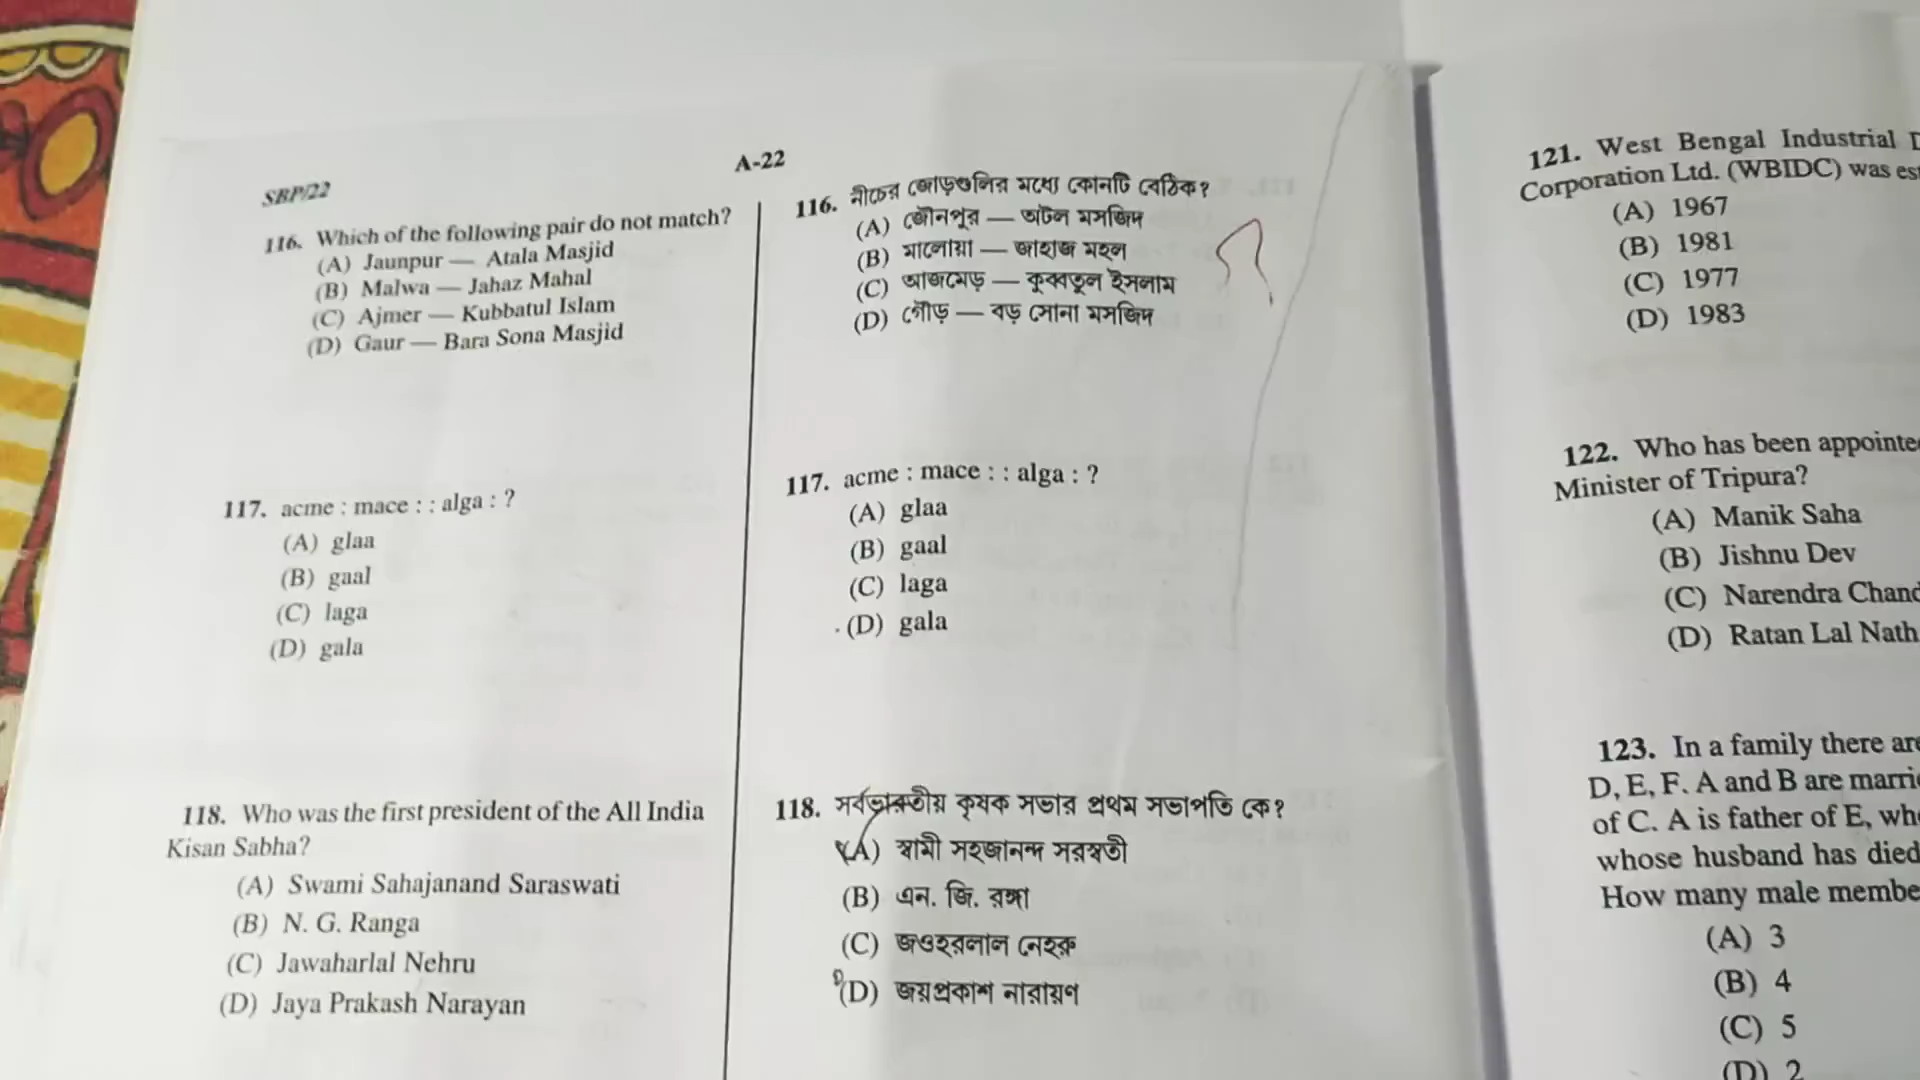 A-22
SBP/22
116. Which of the following pair do not match?
(A) Jaunpur — Atala Masjid
(B) Malwa — Jahaz Mahal
(C) Ajmer — Kubbatul Islam
(D) Gaur — Bara Sona Masjid
117. acme : mace : : alga : ?
(A) glaa
(B) gaal
(C) laga
(D) gala
118. Who was the first president of the All India
Kisan Sabha?
(A) Swami Sahajanand Saraswati
(B) N. G. Ranga
(C) Jawaharlal Nehru
(D) Jaya Prakash Narayan
116. নীচের জোড়গুলির মধ্যে কোনটি বেঠিক?
(A) জৌনপুর — অটল মসজিদ
(B) মালোয়া — জাহাজ মহল
(C) আজমেড় — কুব্বতুল ইসলাম
(D) গৌড় — বড় সোনা মসজিদ
117. acme : mace : : alga : ?
(A) glaa
(B) gaal
(C) laga
(D) gala
118. সর্বভারতীয় কৃষক সভার প্রথম সভাপতি কে?
(A) স্বামী সহজানন্দ সরস্বতী
(B) এন. জি. রঙ্গা
(C) জওহরলাল নেহরু
(D) জয়প্রকাশ নারায়ণ
121. West Bengal Industrial
Corporation Ltd. (WBIDC) was
(A) 1967
(B) 1981
(C) 1977
(D) 1983
122. Who has been
Minister of Tripura?
(A) Manik Saha
(B) Jishnu Dev
(C) Narendra
(D) Ratan Lal Nath
123. In a family there
D, E, F. A and B are
of C. A is father of E,
whose husband has died
How many male
(A) 3
(B) 4
(C) 5
(D) 2